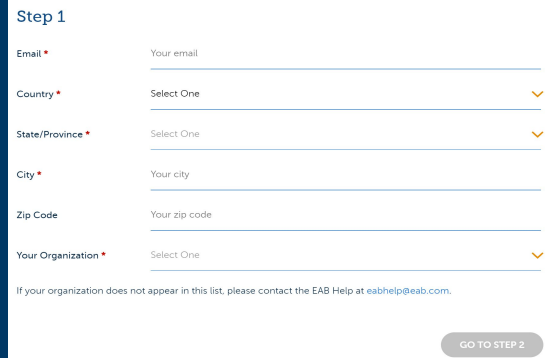 Step 1
Email * Your email
Country * Select One
State/Province * Select One
City * Your city
Zip Code Your zip code
Your Organization * Select One
If your organization does not appear in this list, please contact the EAB Help at eabhelp@eab.com.
GO TO STEP 2